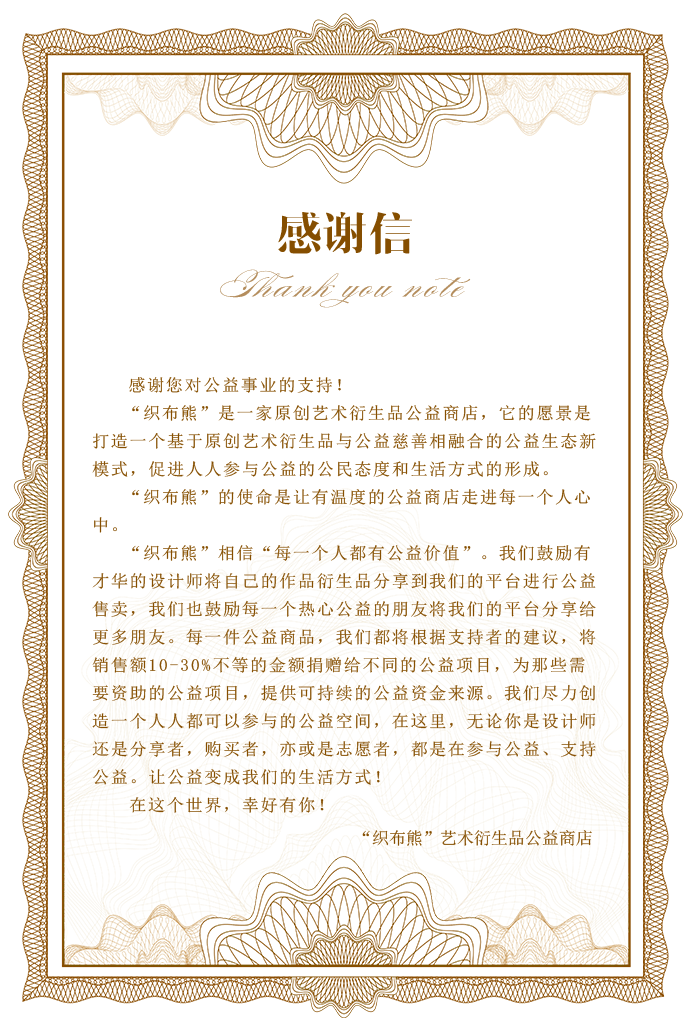 感谢信
Thank you note
感谢您对公益事业的支持！
“织布熊”是一家原创艺术衍生品公益商店，它的愿景是
打造一个基于原创艺术衍生品与公益慈善相融合的公益生态新
模式，促进人人参与公益的公民态度和生活方式的形成。
“织布熊”的使命是让有温度的公益商店走进每一个人心
中。
“织布熊”相信“每一个人都有公益价值”。我们鼓励有
才华的设计师将自己的作品衍生品分享到我们的平台进行公益
售卖，我们也鼓励每一个热心公益的朋友将我们的平台分享给
更多朋友。每一件公益商品，我们都将根据支持者的建议，将
销售额10-30%不等的金额捐赠给不同的公益项目，为那些需
要资助的公益项目，提供可持续的公益资金来源。我们尽力创
造一个人人都可以参与的公益空间，在这里，无论你是设计师
还是分享者，购买者，亦或是志愿者，都是在参与公益、支持
公益。让公益变成我们的生活方式！
在这个世界，幸好有你！
“织布熊”艺术衍生品公益商店